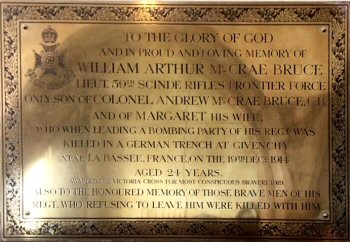 TO THE GLORY OF GOD
AND IN PROUD AND LOVING MEMORY OF
WILLIAM ARTHUR McCRAE BRUCE
LIEUT. 59TH SCINDE RIFLES FRONTIER FORCE
ONLY SON OF COLONEL ANDREW McCRAE BRUCE, C.B.
AND OF MARGARET HIS WIFE,
WHO WHEN LEADING A BOMBING PARTY OF HIS REGT WAS
KILLED IN A GERMAN TRENCH AT GIVENCHY
NEAR LA BASSEE, FRANCE, ON THE 19TH DECR 1914
AGED 24 YEARS.
AWARDED THE VICTORIA CROSS FOR MOST CONSPICUOUS BRAVERY 1919.
ALSO TO THE HONOURED MEMORY OF THOSE BRAVE MEN OF HIS
REGT. WHO REFUSING TO LEAVE HIM WERE KILLED WITH HIM.